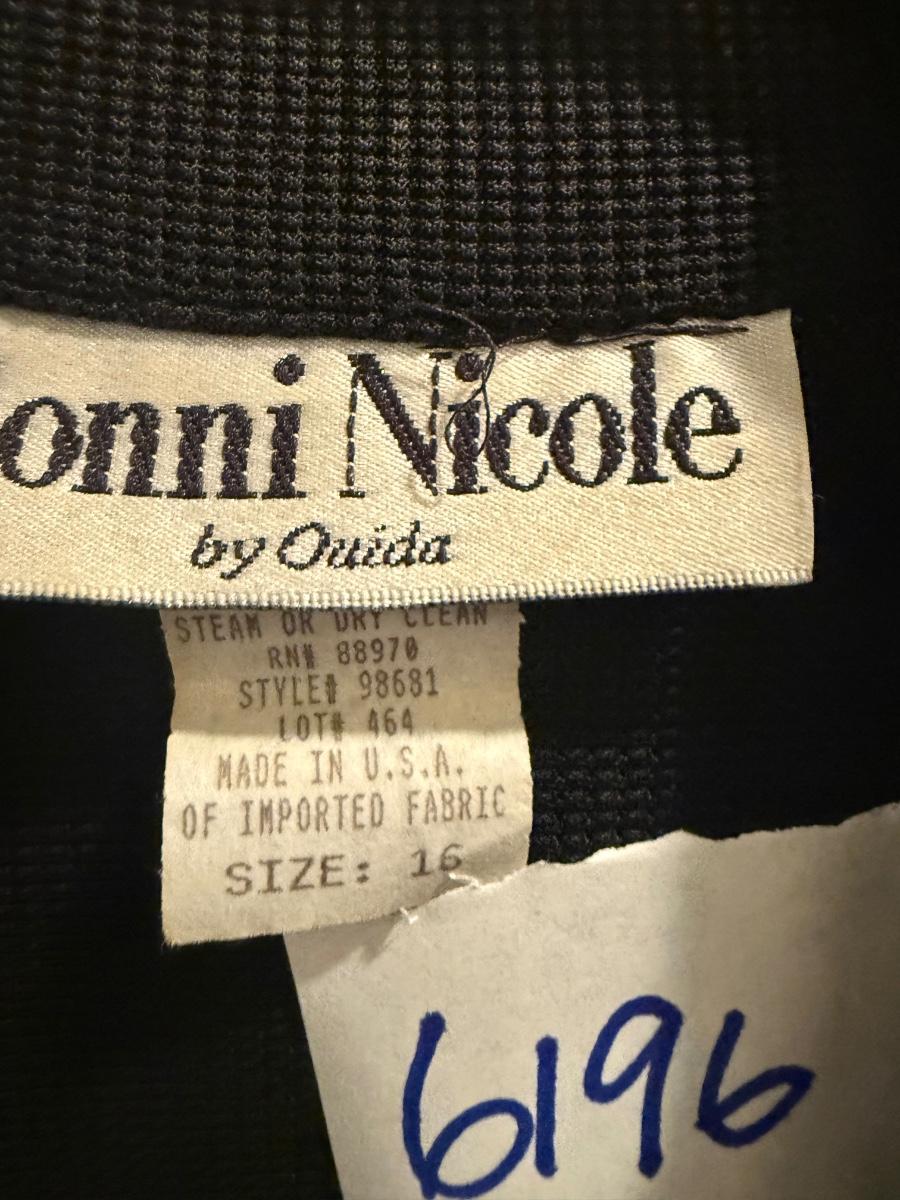 onni Nicole
by Ouida
STEAM OR DRY CLEAN
RN# 88970
STYLE# 98681
LOT# 464
MADE IN U.S.A.
OF IMPORTED FABRIC
SIZE: 16
6196